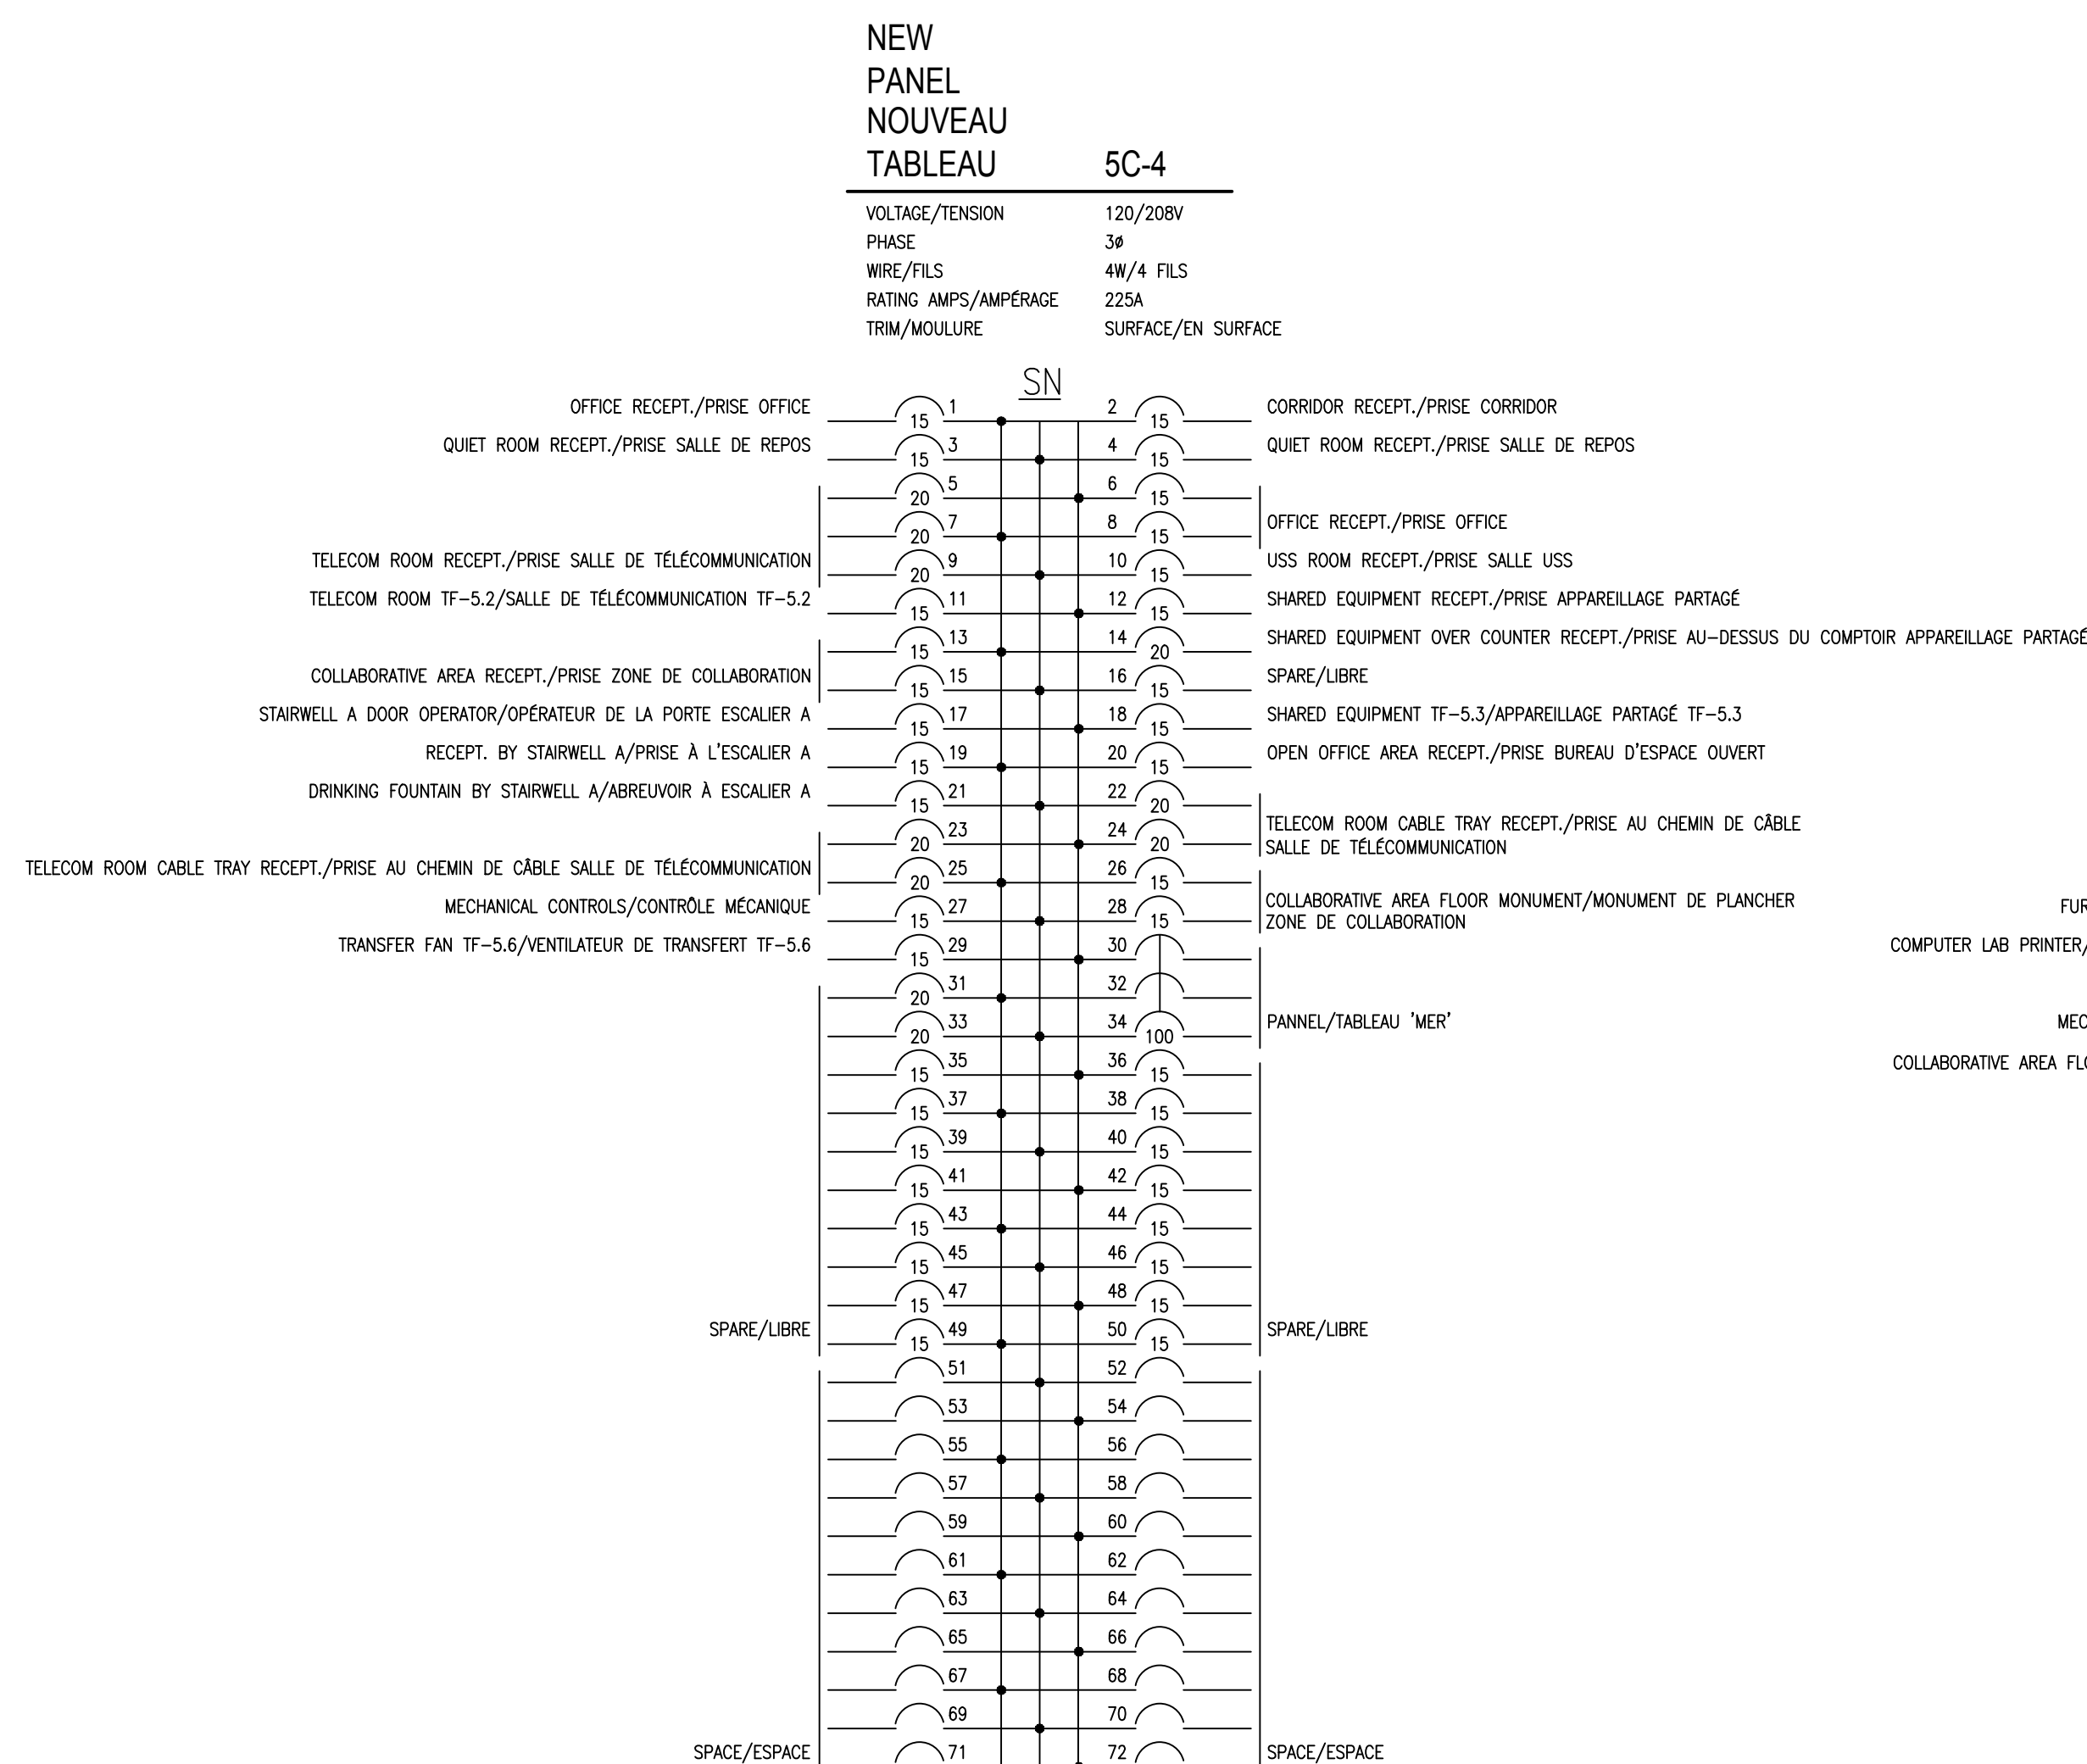 NEW
PANEL
NOUVEAU
TABLEAU 5C-4
VOLTAGE/TENSION 120/208V
PHASE 3ø
WIRE/FILS 4W/4 FILS
RATING AMPS/AMPÉRAGE 225A
TRIM/MOULURE SURFACE/EN SURFACE
SN
OFFICE RECEPT./PRISE OFFICE 15 1 2 15 CORRIDOR RECEPT./PRISE CORRIDOR
QUIET ROOM RECEPT./PRISE SALLE DE REPOS 15 3 4 15 QUIET ROOM RECEPT./PRISE SALLE DE REPOS
20 5 6 15
20 7 8 15 OFFICE RECEPT./PRISE OFFICE
TELECOM ROOM RECEPT./PRISE SALLE DE TÉLÉCOMMUNICATION 20 9 10 15 USS ROOM RECEPT./PRISE SALLE USS
TELECOM ROOM TF-5.2/SALLE DE TÉLÉCOMMUNICATION TF-5.2 15 11 12 15 SHARED EQUIPMENT RECEPT./PRISE APPAREILLAGE PARTAGÉ
15 13 14 20 SHARED EQUIPMENT OVER COUNTER RECEPT./PRISE AU-DESSUS DU COMPTOIR APPAREILLAGE PARTAGÉ
COLLABORATIVE AREA RECEPT./PRISE ZONE DE COLLABORATION 15 15 16 15 SPARE/LIBRE
STAIRWELL A DOOR OPERATOR/OPÉRATEUR DE LA PORTE ESCALIER A 15 17 18 15 SHARED EQUIPMENT TF-5.3/APPAREILLAGE PARTAGÉ TF-5.3
RECEPT. BY STAIRWELL A/PRISE À L'ESCALIER A 15 19 20 15 OPEN OFFICE AREA RECEPT./PRISE BUREAU D'ESPACE OUVERT
DRINKING FOUNTAIN BY STAIRWELL A/ABREUVOIR À ESCALIER A 15 21 22 20
20 23 24 20 TELECOM ROOM CABLE TRAY RECEPT./PRISE AU CHEMIN DE CÂBLE
SALLE DE TÉLÉCOMMUNICATION
TELECOM ROOM CABLE TRAY RECEPT./PRISE AU CHEMIN DE CÂBLE SALLE DE TÉLÉCOMMUNICATION 20 25 26 15
MECHANICAL CONTROLS/CONTRÔLE MÉCANIQUE 15 27 28 15 COLLABORATIVE AREA FLOOR MONUMENT/MONUMENT DE PLANCHER
ZONE DE COLLABORATION
FUR
TRANSFER FAN TF-5.6/VENTILATEUR DE TRANSFERT TF-5.6 15 29 30
COMPUTER LAB PRINTER/
20 31 32
20 33 34 100 PANNEL/TABLEAU 'MER'
MEC
15 35 36 15
COLLABORATIVE AREA FLO
15 37 38 15
15 39 40 15
15 41 42 15
15 43 44 15
15 45 46 15
15 47 48 15
SPARE/LIBRE 15 49 50 15 SPARE/LIBRE
51 52
53 54
55 56
57 58
59 60
61 62
63 64
65 66
67 68
69 70
SPACE/ESPACE 71 72 SPACE/ESPACE